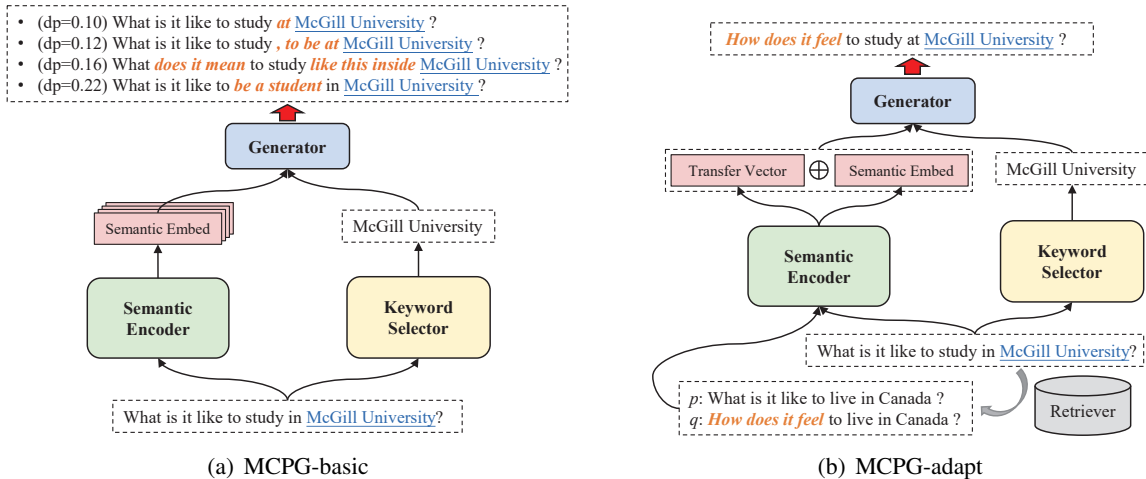 • (dp=0.10) What is it like to study at McGill University ?
• (dp=0.12) What is it like to study , to be at McGill University ?
• (dp=0.16) What does it mean to study like this inside McGill University ?
• (dp=0.22) What is it like to be a student in McGill University ?
Generator
Semantic Embed
McGill University
Semantic
Encoder
Keyword
Selector
What is it like to study in McGill University?
(a) MCPG-basic
How does it feel to study at McGill University ?
Generator
Transfer Vector
⊕
Semantic Embed
McGill University
Semantic
Encoder
Keyword
Selector
What is it like to study in McGill University?
p: What is it like to live in Canada ?
q: How does it feel to live in Canada ?
Retriever
(b) MCPG-adapt